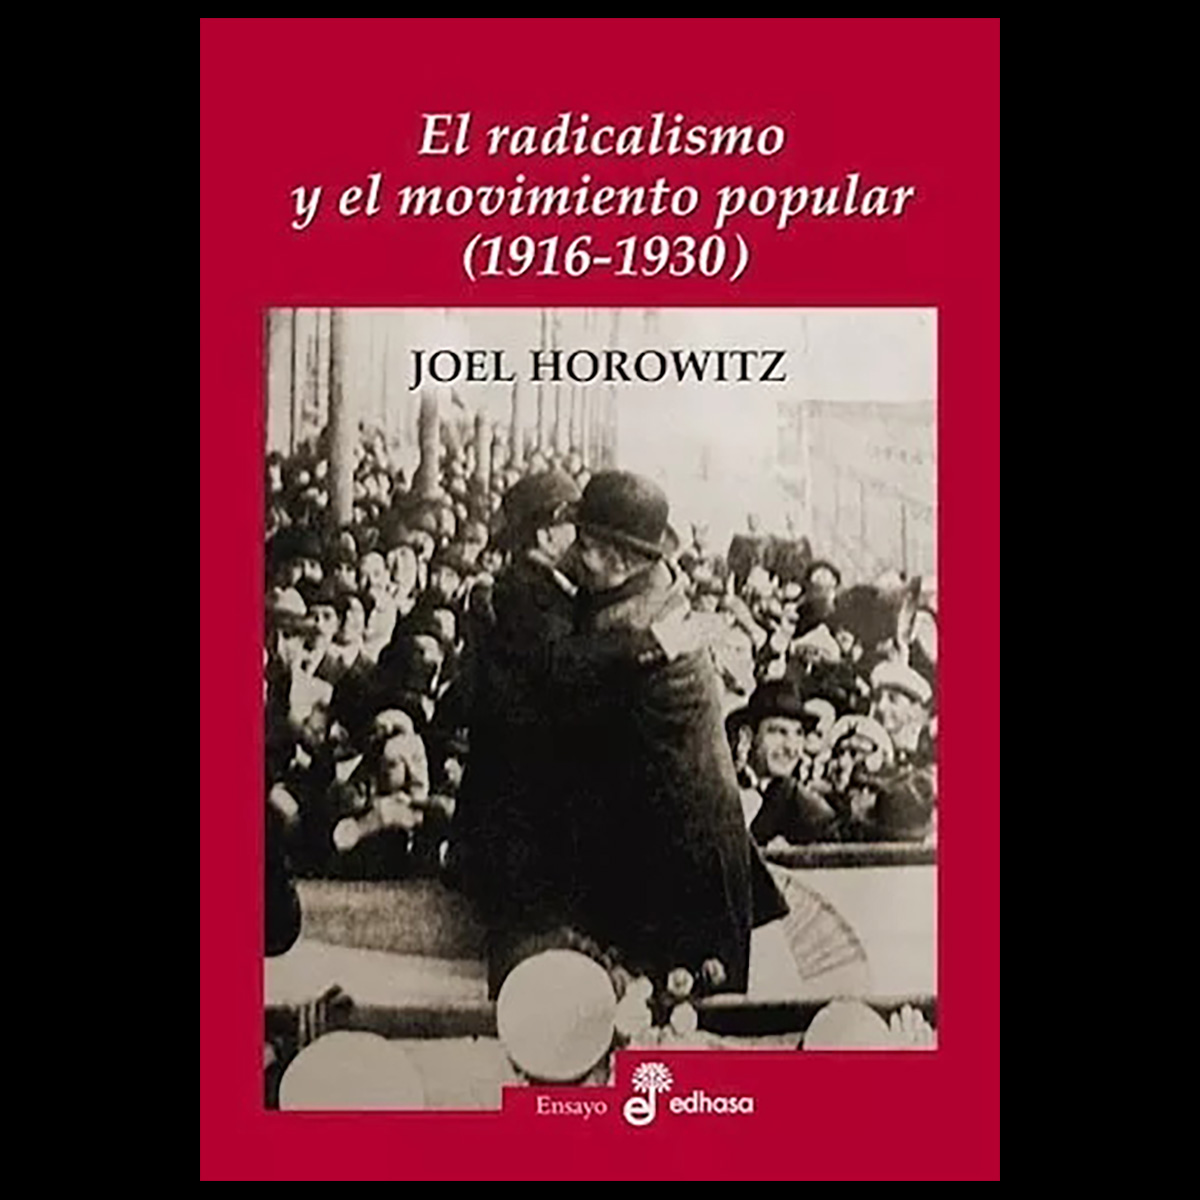 El radicalismo
y el movimiento popular
(1916-1930)
JOEL HOROWITZ
Ensayo
edhasa